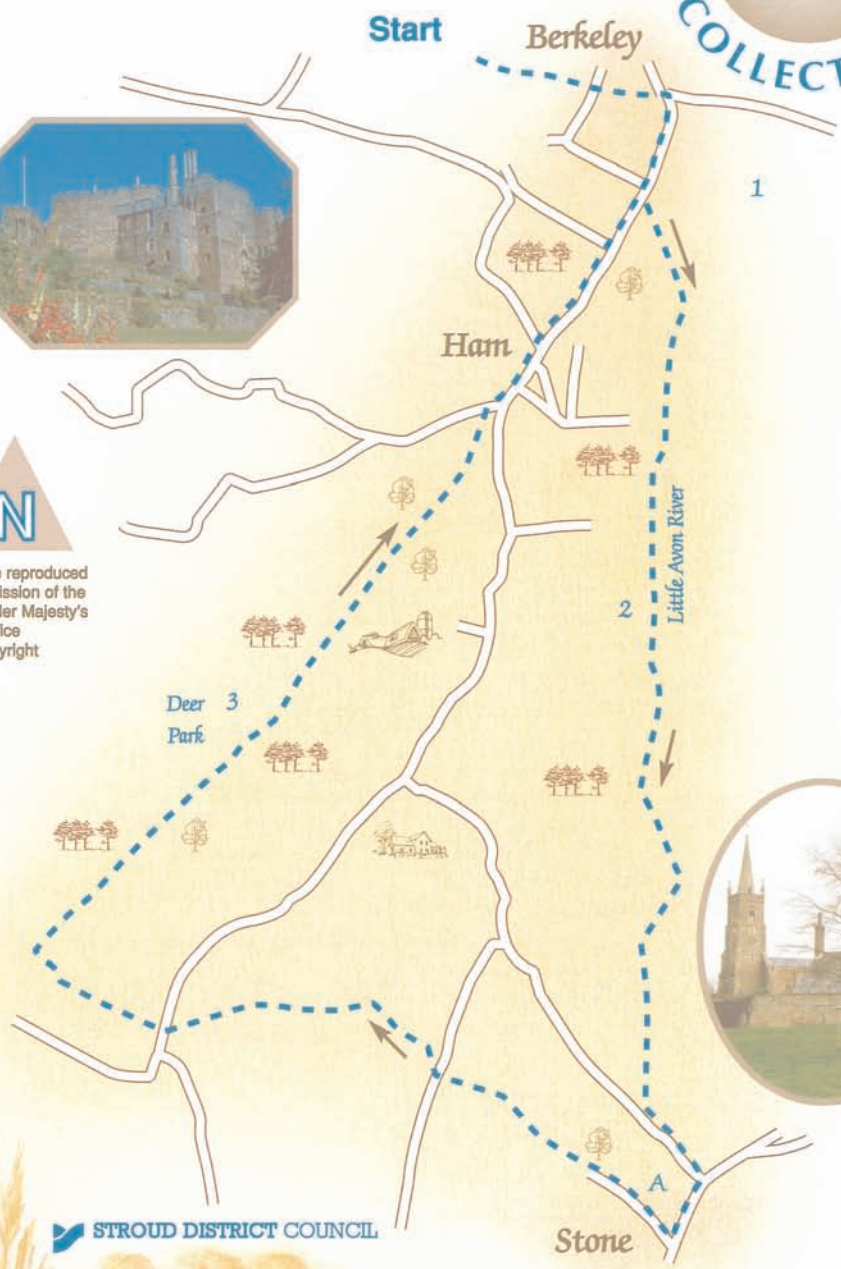 Start
Berkeley
COLLECT
1
Ham
N
reproduced
ission of the
er Majesty's
ice
yright
Little Avon River
2
Deer 3
Park
A
Stone
STROUD DISTRICT COUNCIL